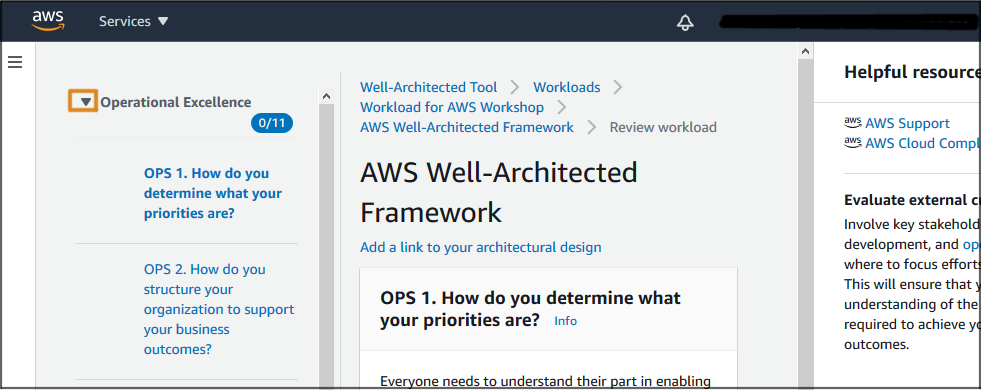 aws Services
Operational Excellence
0/11
OPS 1. How do you
determine what your
priorities are?
OPS 2. How do you
structure your
organization to support
your business
outcomes?
Well-Architected Tool Workloads
Workload for AWS Workshop
AWS Well-Architected Framework Review workload
AWS Well-Architected
Framework
Add a link to your architectural design
OPS 1. How do you determine what
your priorities are? Info
Everyone needs to understand their part in enabling
Helpful resource
aws AWS Support
aws AWS Cloud Compl
Evaluate external c
Involve key stakehold
development, and op
where to focus efforts
This will ensure that y
understanding of the
required to achieve yo
outcomes.